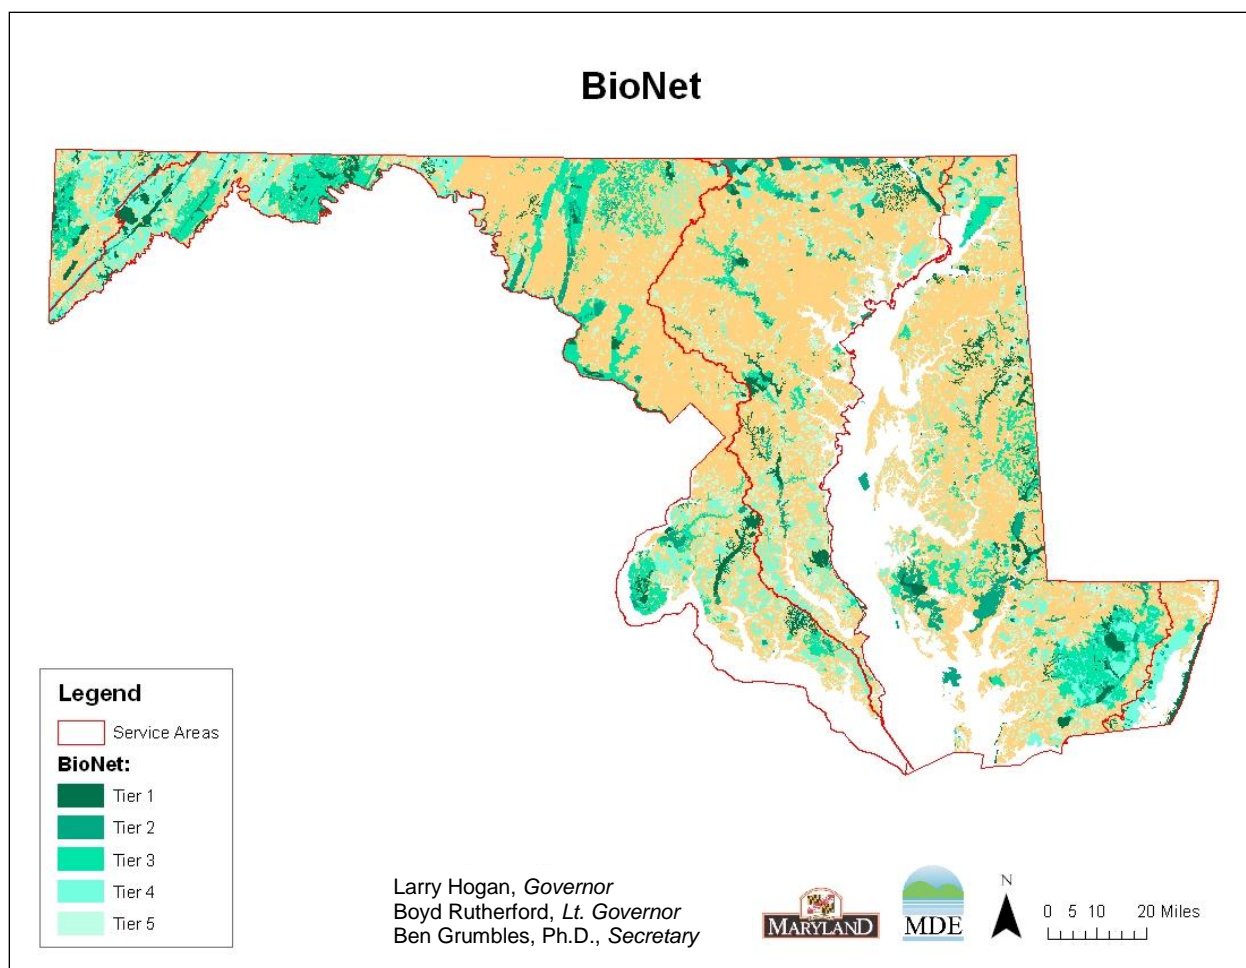 BioNet
Legend
Service Areas
BioNet:
Tier 1
Tier 2
Tier 3
Tier 4
Tier 5
Larry Hogan, Governor
Boyd Rutherford, Lt. Governor
Ben Grumbles, Ph.D., Secretary
MARYLAND
MDE
N
0 5 10 20 Miles